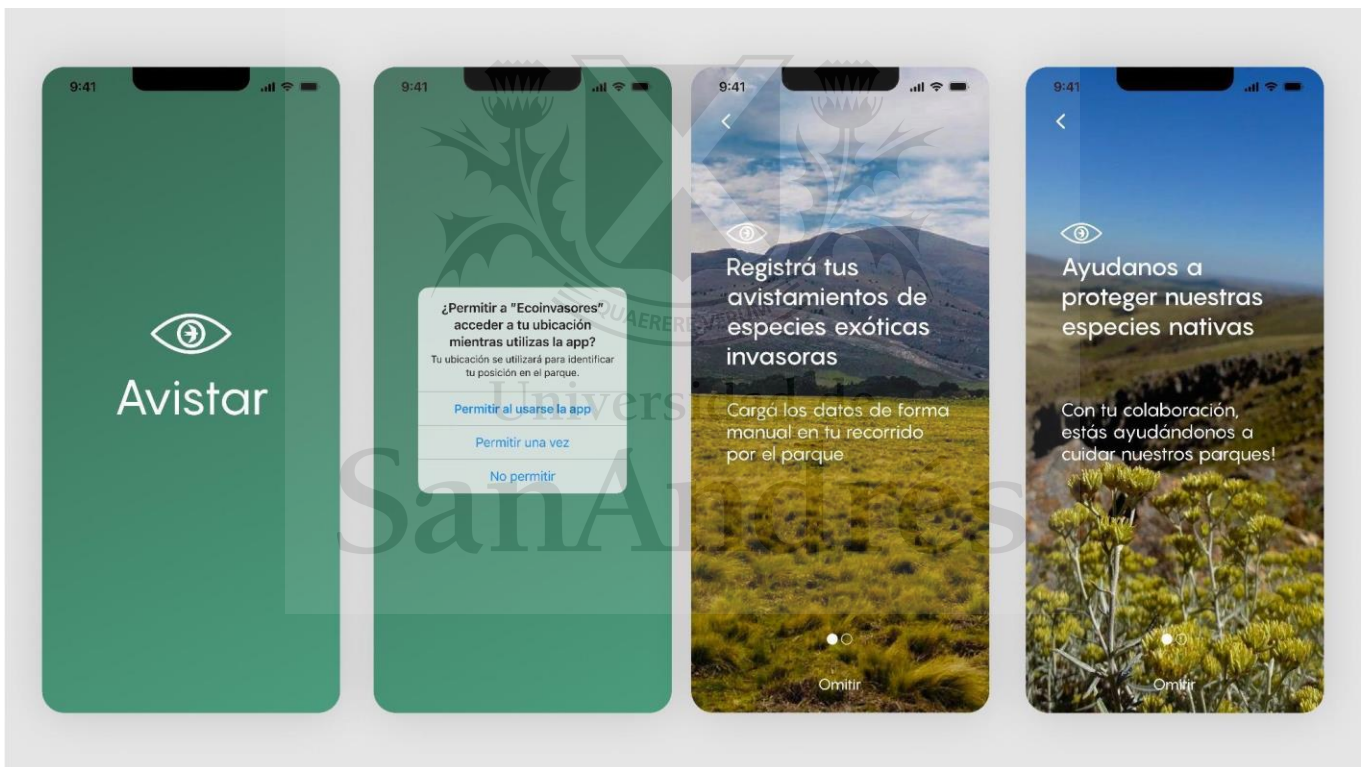 9:41
Avistar
9:41
¿Permitir a "Ecoinvasores"
acceder a tu ubicación
mientras utilizas la app?
Tu ubicación se utilizará para identificar
tu posición en el parque.
Permitir al usarse la app
Permitir una vez
No permitir
9:41
Registrá tus
avistamientos de
especies exóticas
invasoras
Cargá los datos de forma
manual en tu recorrido
por el parque
Omitir
9:41
Ayudanos a
proteger nuestras
especies nativas
Con tu colaboración,
estás ayudándonos a
cuidar nuestros parques!
Omitir
QUAERERE VERUM
Universidad de
SanAndres